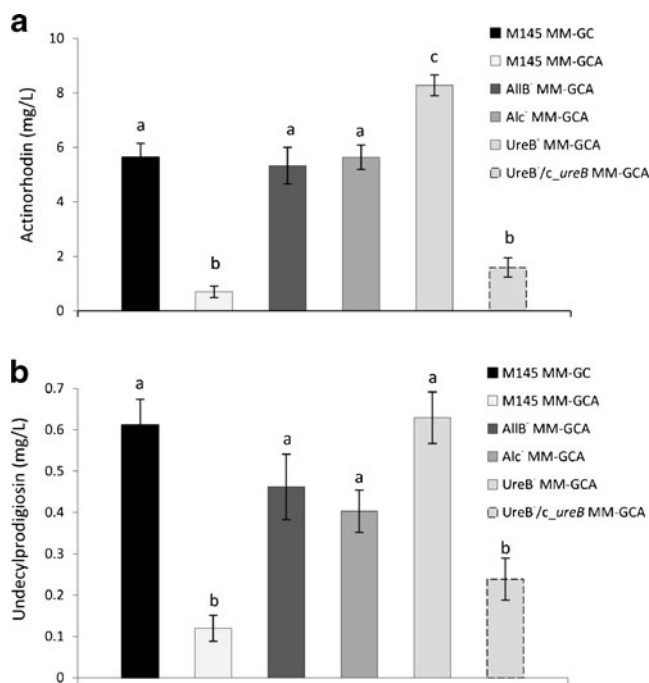 a
Actinorhodin (mg/L)
10
8
6
4
2
0
a
b
a
a
c
b
M145 MM-GC
M145 MM-GCA
AllB⁻ MM-GCA
Alc⁻ MM-GCA
UreB⁻ MM-GCA
UreB⁻/c_ureB MM-GCA
b
Undecylprodigiosin (mg/L)
0.7
0.6
0.5
0.4
0.3
0.2
0.1
0
a
b
a
a
a
b
M145 MM-GC
M145 MM-GCA
AllB⁻ MM-GCA
Alc⁻ MM-GCA
UreB⁻ MM-GCA
UreB⁻/c_ureB MM-GCA